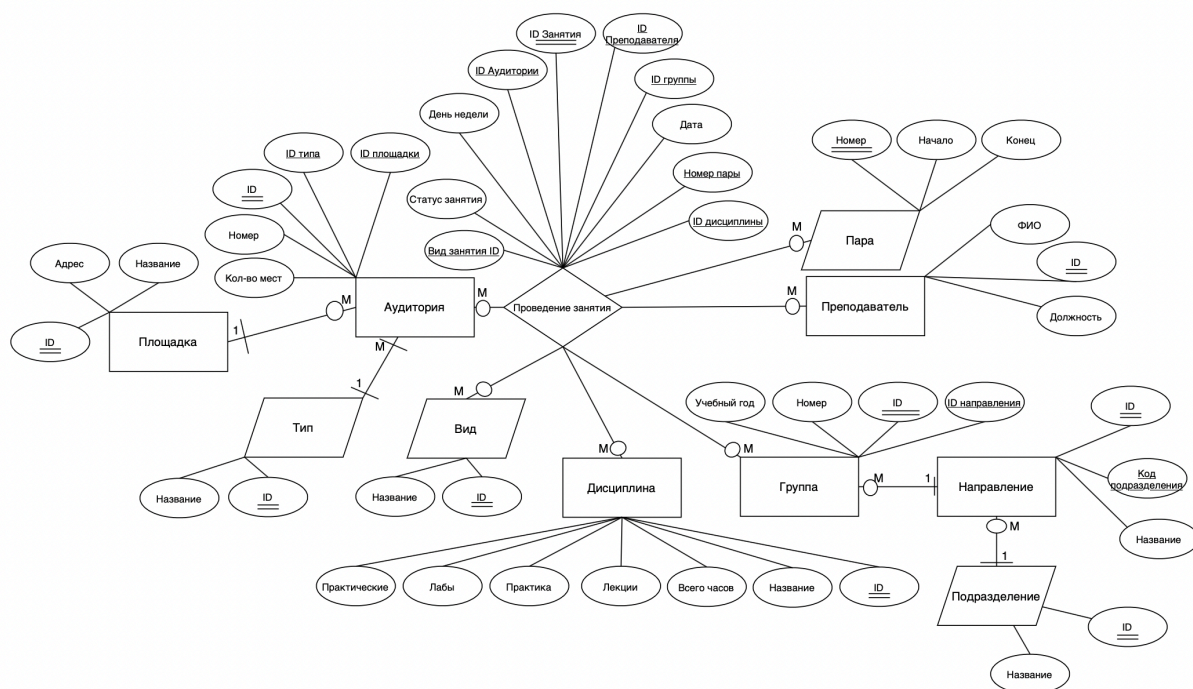 ID Занятия
ID
Преподавателя
ID Аудитории
ID группы
День недели
Дата
ID типа
ID площадки
Номер
Начало
Конец
ID
Статус занятия
Номер пары
Номер
Вид занятия ID
ID дисциплины
M
Пара
ФИО
Адрес
Название
Кол-во мест
ID
M
Аудитория
M
Проведение занятия
M
Преподаватель
Должность
1
ID
Площадка
M
1
M
Учебный год
Номер
ID
ID направления
ID
Тип
Вид
M
M
Код
подразделения
Название
ID
Название
ID
Дисциплина
Группа
M
1
Направление
M
Название
1
Практические
Лабы
Практика
Лекции
Всего часов
Название
ID
Подразделение
ID
Название